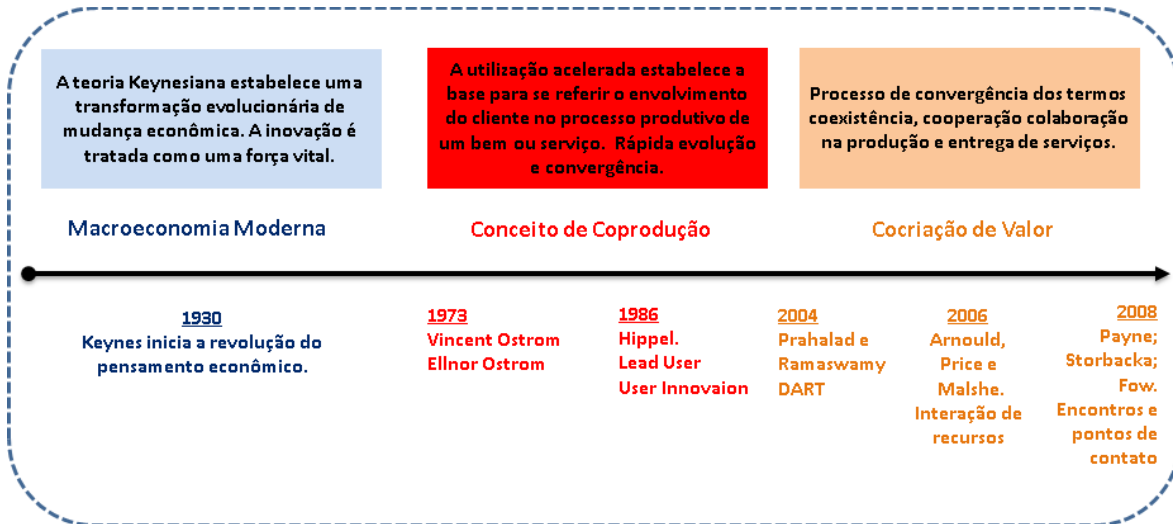 A teoria Keynesiana estabelece uma
transformação evolucionária de
mudança econômica. A inovação é
tratada como uma força vital.
A utilização acelerada estabelece a
base para se referir o envolvimento
do cliente no processo produtivo de
um bem ou serviço. Rápida evolução
e convergência.
Processo de convergência dos termos
coexistência, cooperação colaboração
na produção e entrega de serviços.
Macroeconomia Moderna
Conceito de Coprodução
Cocriação de Valor
1930
Keynes inicia a revolução do
pensamento econômico.
1973
Vincent Ostrom
Ellnor Ostrom
1986
Hippel.
Lead User
User Innovaion
2004
Prahalad e
Ramaswamy
DART
2006
Arnould,
Price e
Malshe.
Interação de
recursos
2008
Payne;
Storbacka;
Fow.
Encontros e
pontos de
contato